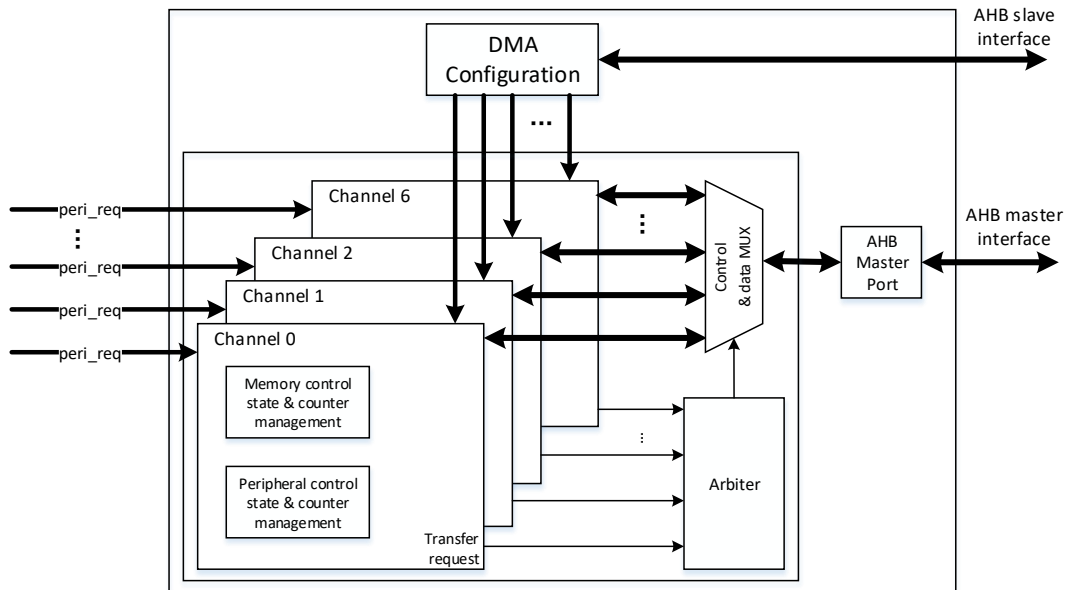 AHB slave
interface
DMA
Configuration
...
Channel 6
peri_req
...
...
Channel 2
peri_req
Channel 1
peri_req
Channel 0
peri_req
Control
& data MUX
AHB
Master
Port
AHB master
interface
Memory control
state & counter
management
...
Peripheral control
state & counter
management
Arbiter
Transfer
request